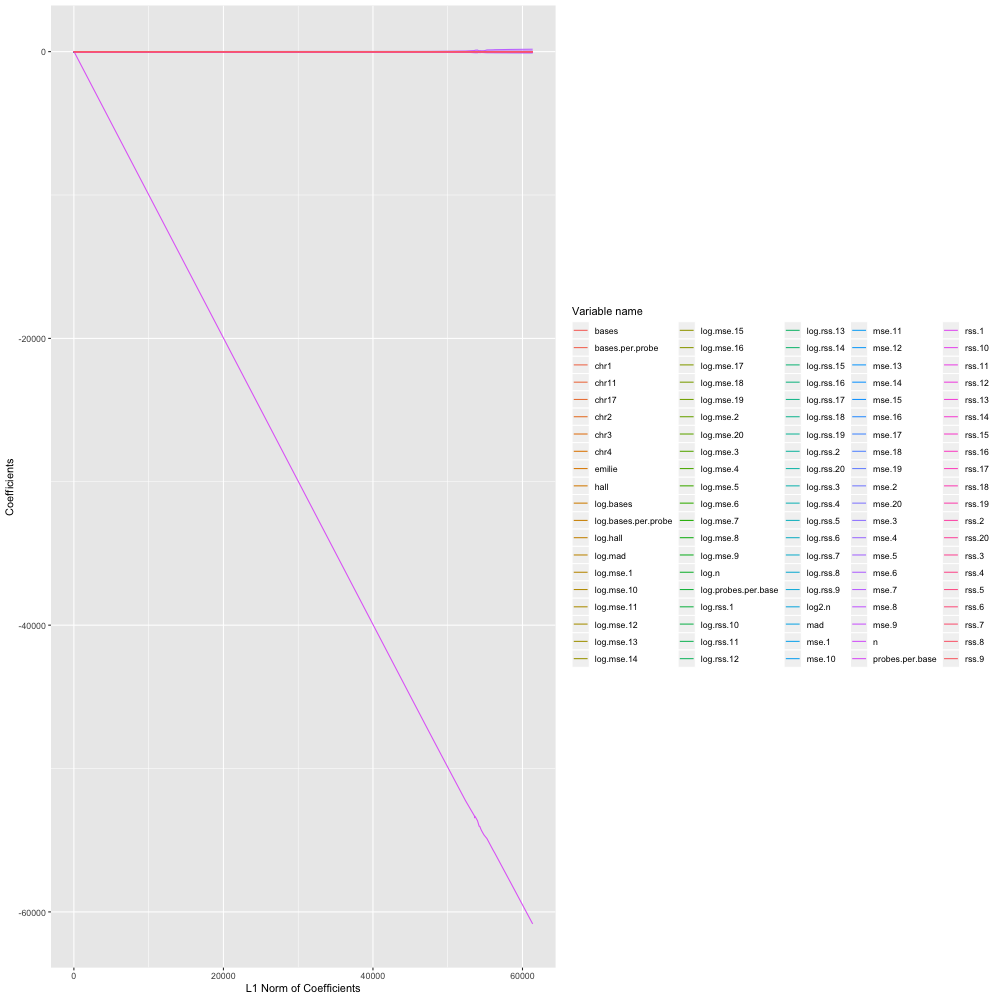 0
-20000
-40000
-60000
Coefficients
0 20000 40000 60000
L1 Norm of Coefficients
Variable name
bases log.mse.15 log.rss.13 mse.11 rss.1
bases.per.probe log.mse.16 log.rss.14 mse.12 rss.10
chr1 log.mse.17 log.rss.15 mse.13 rss.11
chr11 log.mse.18 log.rss.16 mse.14 rss.12
chr17 log.mse.19 log.rss.17 mse.15 rss.13
chr2 log.mse.2 log.rss.18 mse.16 rss.14
chr3 log.mse.20 log.rss.19 mse.17 rss.15
chr4 log.mse.3 log.rss.2 mse.18 rss.16
emilie log.mse.4 log.rss.20 mse.19 rss.17
hall log.mse.5 log.rss.3 mse.2 rss.18
log.bases log.mse.6 log.rss.4 mse.20 rss.19
log.bases.per.probe log.mse.7 log.rss.5 mse.3 rss.2
log.hall log.mse.8 log.rss.6 mse.4 rss.20
log.mad log.mse.9 log.rss.7 mse.5 rss.3
log.mse.1 log.n log.rss.8 mse.6 rss.4
log.mse.10 log.probes.per.base log.rss.9 mse.7 rss.5
log.mse.11 log.rss.1 log2.n mse.8 rss.6
log.mse.12 log.rss.10 mad mse.9 rss.7
log.mse.13 log.rss.11 mse.1 n rss.8
log.mse.14 log.rss.12 mse.10 probes.per.base rss.9